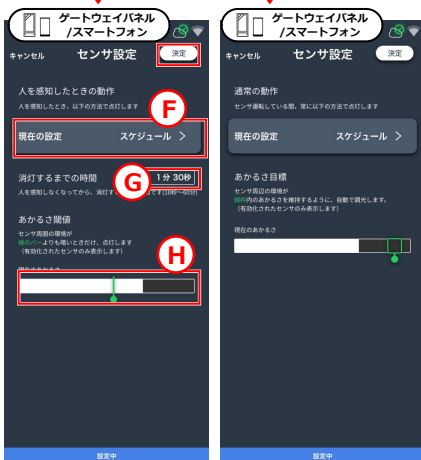 ゲートウェイパネル
/スマートフォン
キャンセル
センサ設定
決定
人を感知したときの動作
人を感知したとき、以下の方法で点灯します
F
現在の設定
スケジュール >
消灯するまでの時間
G
1分 30秒
人を感知しなくなってから、消灯す
です(10秒〜60分)
あかるさ閾値
センサ周囲の環境が
緑のバーよりも暗いときだけ、点灯します
(有効化されたセンサのみ表示します)
H
現在のあかるさ
設定中
ゲートウェイパネル
/スマートフォン
キャンセル
センサ設定
決定
通常の動作
センサ運転している間、常に以下の方法で点灯します
現在の設定
スケジュール >
あかるさ目標
センサ周辺の環境が
緑枠内のあかるさを維持するように、自動で調光します。
(有効化されたセンサのみ表示します)
現在のあかるさ
設定中